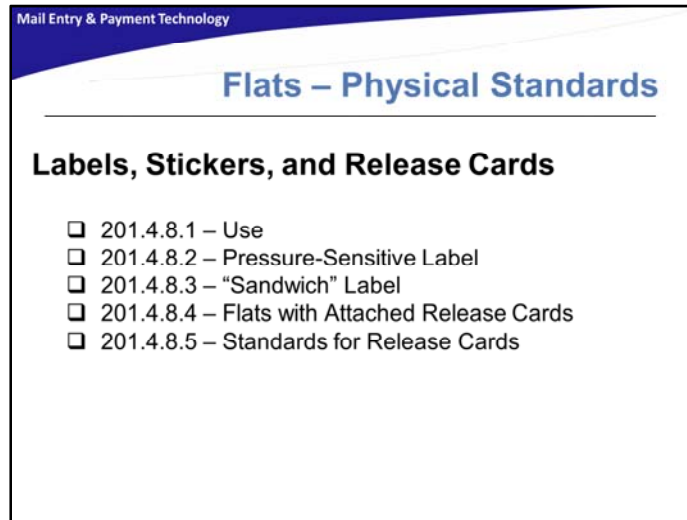 Mail Entry & Payment Technology
Flats – Physical Standards
Labels, Stickers, and Release Cards
❑ 201.4.8.1 – Use
❑ 201.4.8.2 – Pressure-Sensitive Label
❑ 201.4.8.3 – “Sandwich” Label
❑ 201.4.8.4 – Flats with Attached Release Cards
❑ 201.4.8.5 – Standards for Release Cards